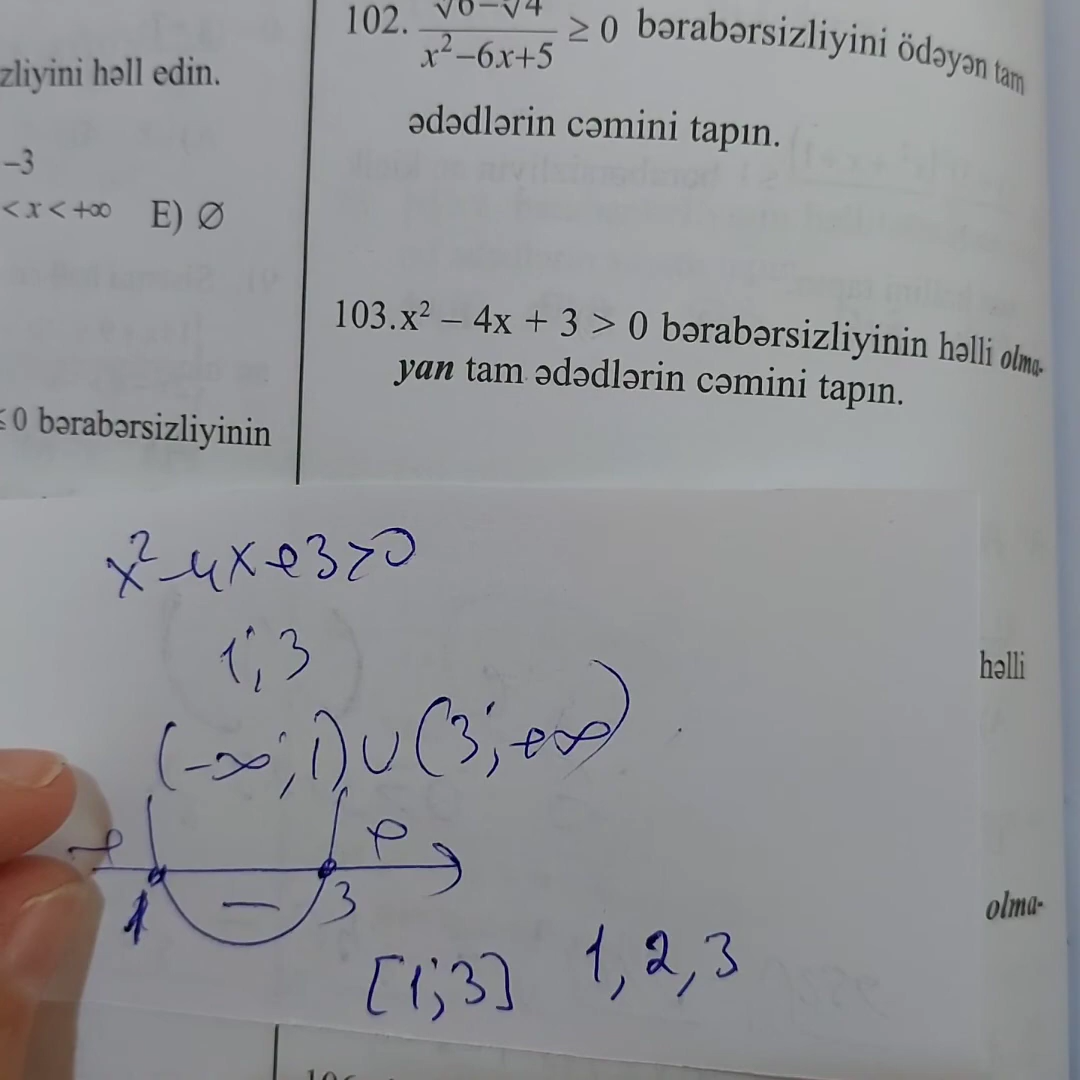 zliyini həll edin.
–3
< x < +∞ E) ∅
≤ 0 bərabərsizliyinin
102. √6–√4 / x²–6x+5 ≥ 0 bərabərsizliyini ödəyən tam
ədədlərin cəmini tapın.
103. x² – 4x + 3 > 0 bərabərsizliyinin həlli olma-
yan tam ədədlərin cəmini tapın.
x²-4x+3>0
1; 3
(-∞; 1) ∪ (3; +∞)
+ - +
1 3
[1; 3] 1, 2, 3
həlli
olma-